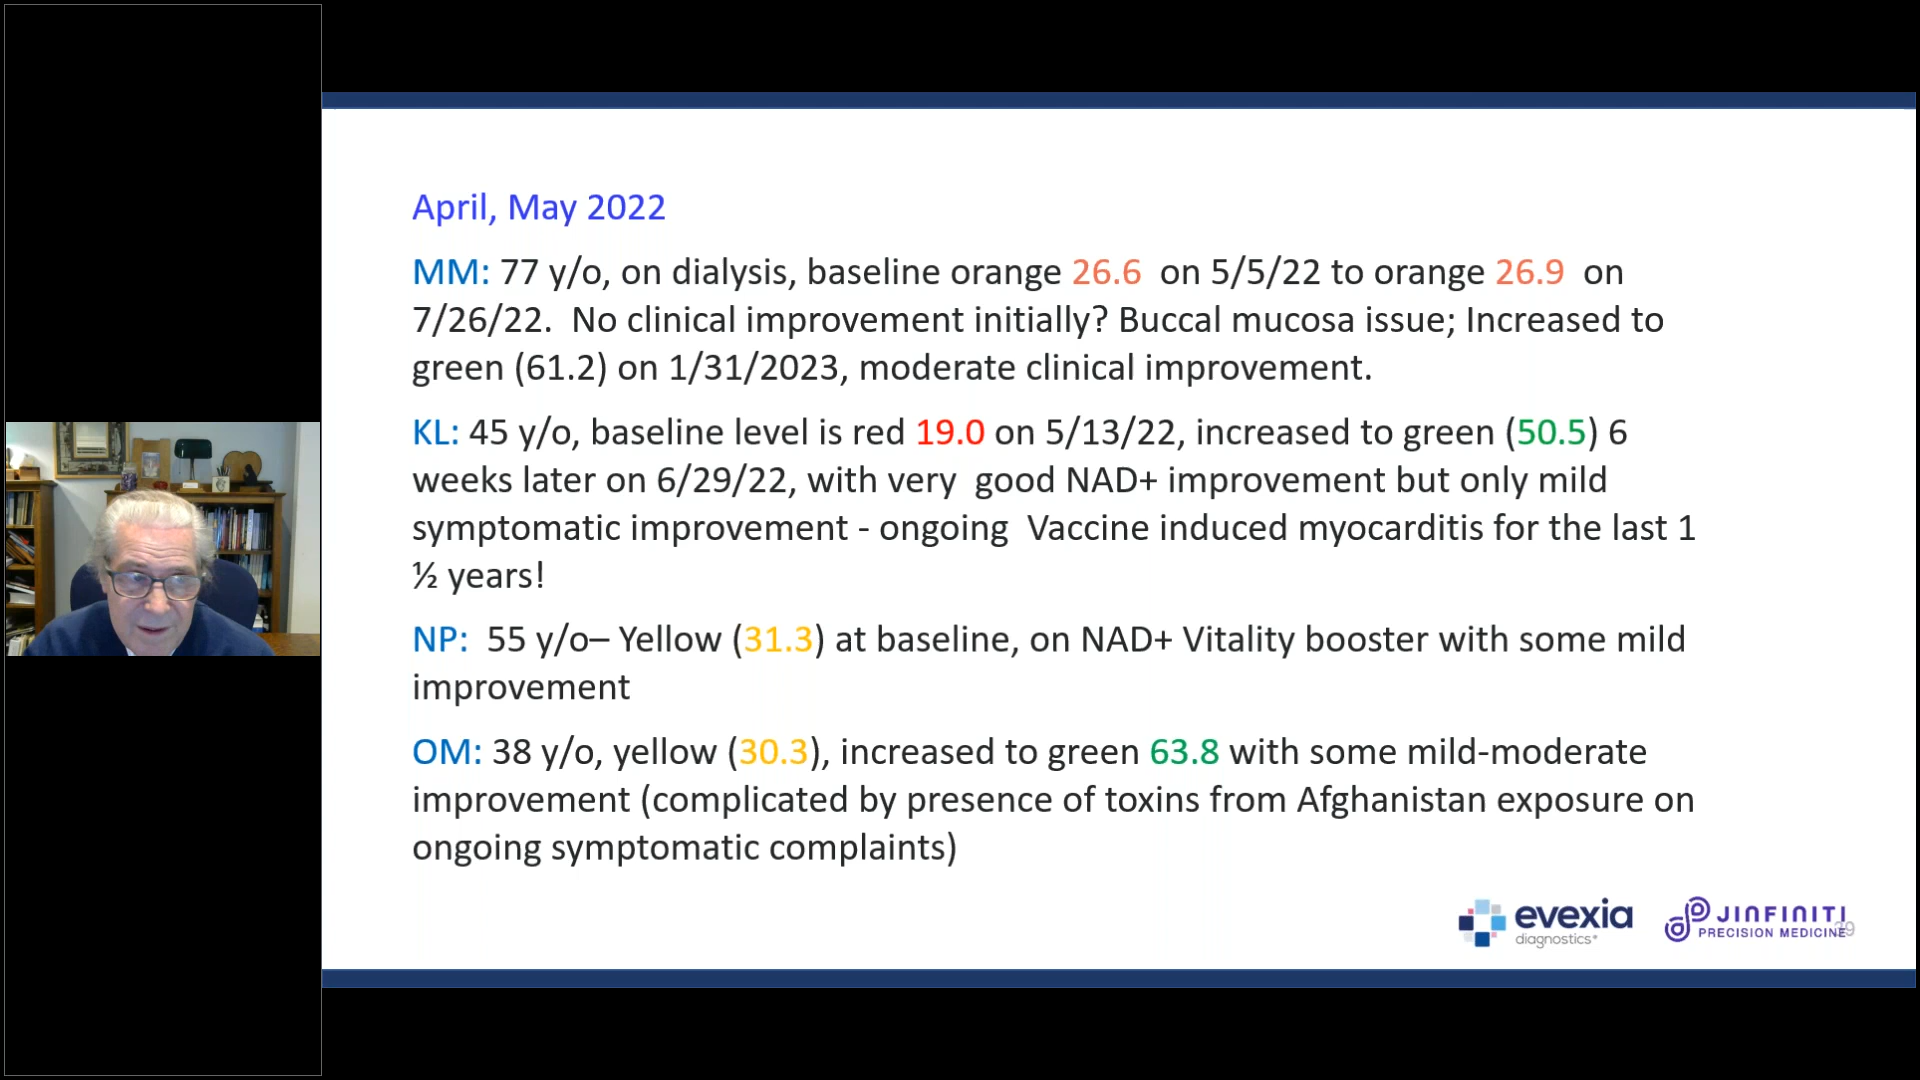 April, May 2022
MM: 77 y/o, on dialysis, baseline orange 26.6 on 5/5/22 to orange 26.9 on
7/26/22. No clinical improvement initially? Buccal mucosa issue; Increased to
green (61.2) on 1/31/2023, moderate clinical improvement.
KL: 45 y/o, baseline level is red 19.0 on 5/13/22, increased to green (50.5) 6
weeks later on 6/29/22, with very good NAD+ improvement but only mild
symptomatic improvement - ongoing Vaccine induced myocarditis for the last 1
½ years!
NP: 55 y/o– Yellow (31.3) at baseline, on NAD+ Vitality booster with some mild
improvement
OM: 38 y/o, yellow (30.3), increased to green 63.8 with some mild-moderate
improvement (complicated by presence of toxins from Afghanistan exposure on
ongoing symptomatic complaints)
evexia
diagnostics
JINFINITI
PRECISION MEDICINE
39